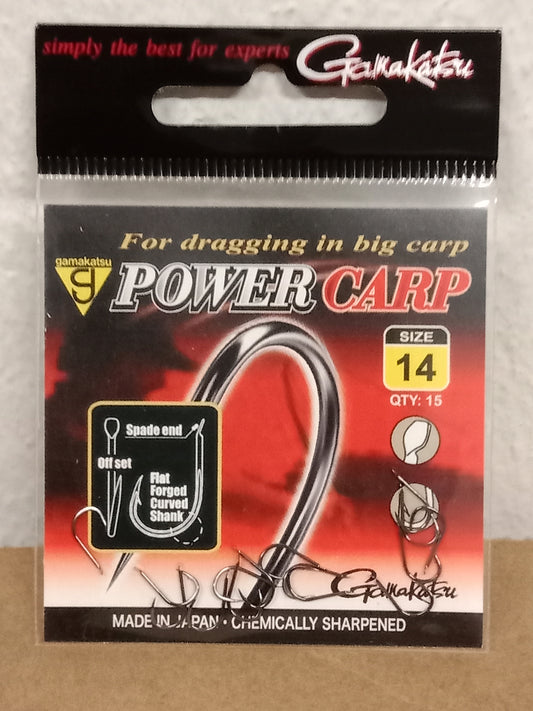 simply the best for experts
Gamakatsu
For dragging in big carp
gamakatsu
G
POWER CARP
SIZE
14
QTY: 15
Spade end
Off set
Flat
Forged
Curved
Shank
Gamakatsu
MADE IN JAPAN · CHEMICALLY SHARPENED